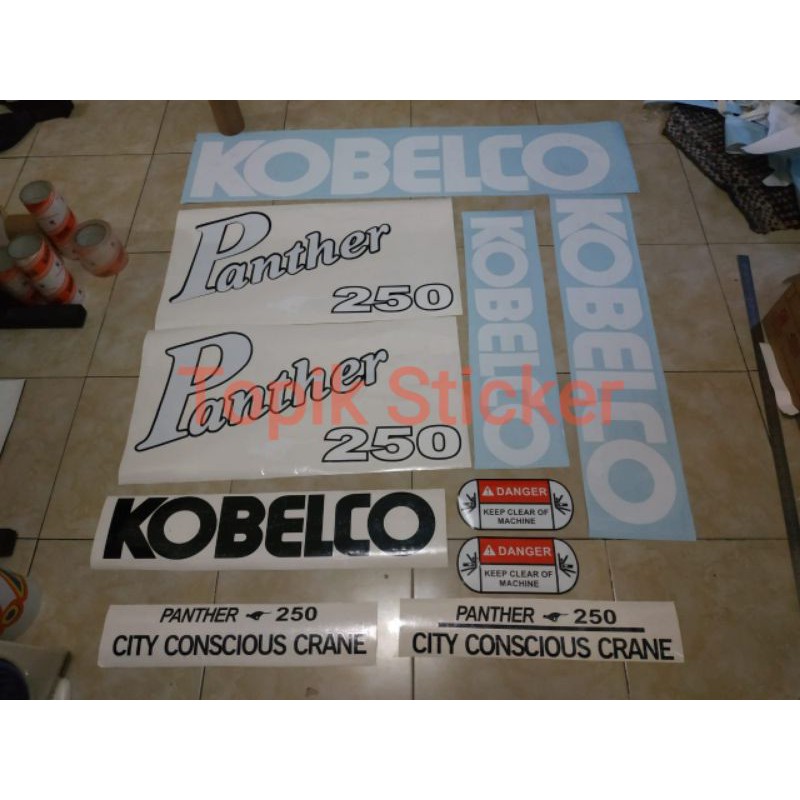 KOBELCO
Panther
250
KOBELCO
KOBELCO
Panther
250
Topik Sticker
KOBELCO
DANGER
KEEP CLEAR OF
MACHINE
DANGER
KEEP CLEAR OF
MACHINE
PANTHER 250
CITY CONSCIOUS CRANE
PANTHER 250
CITY CONSCIOUS CRANE